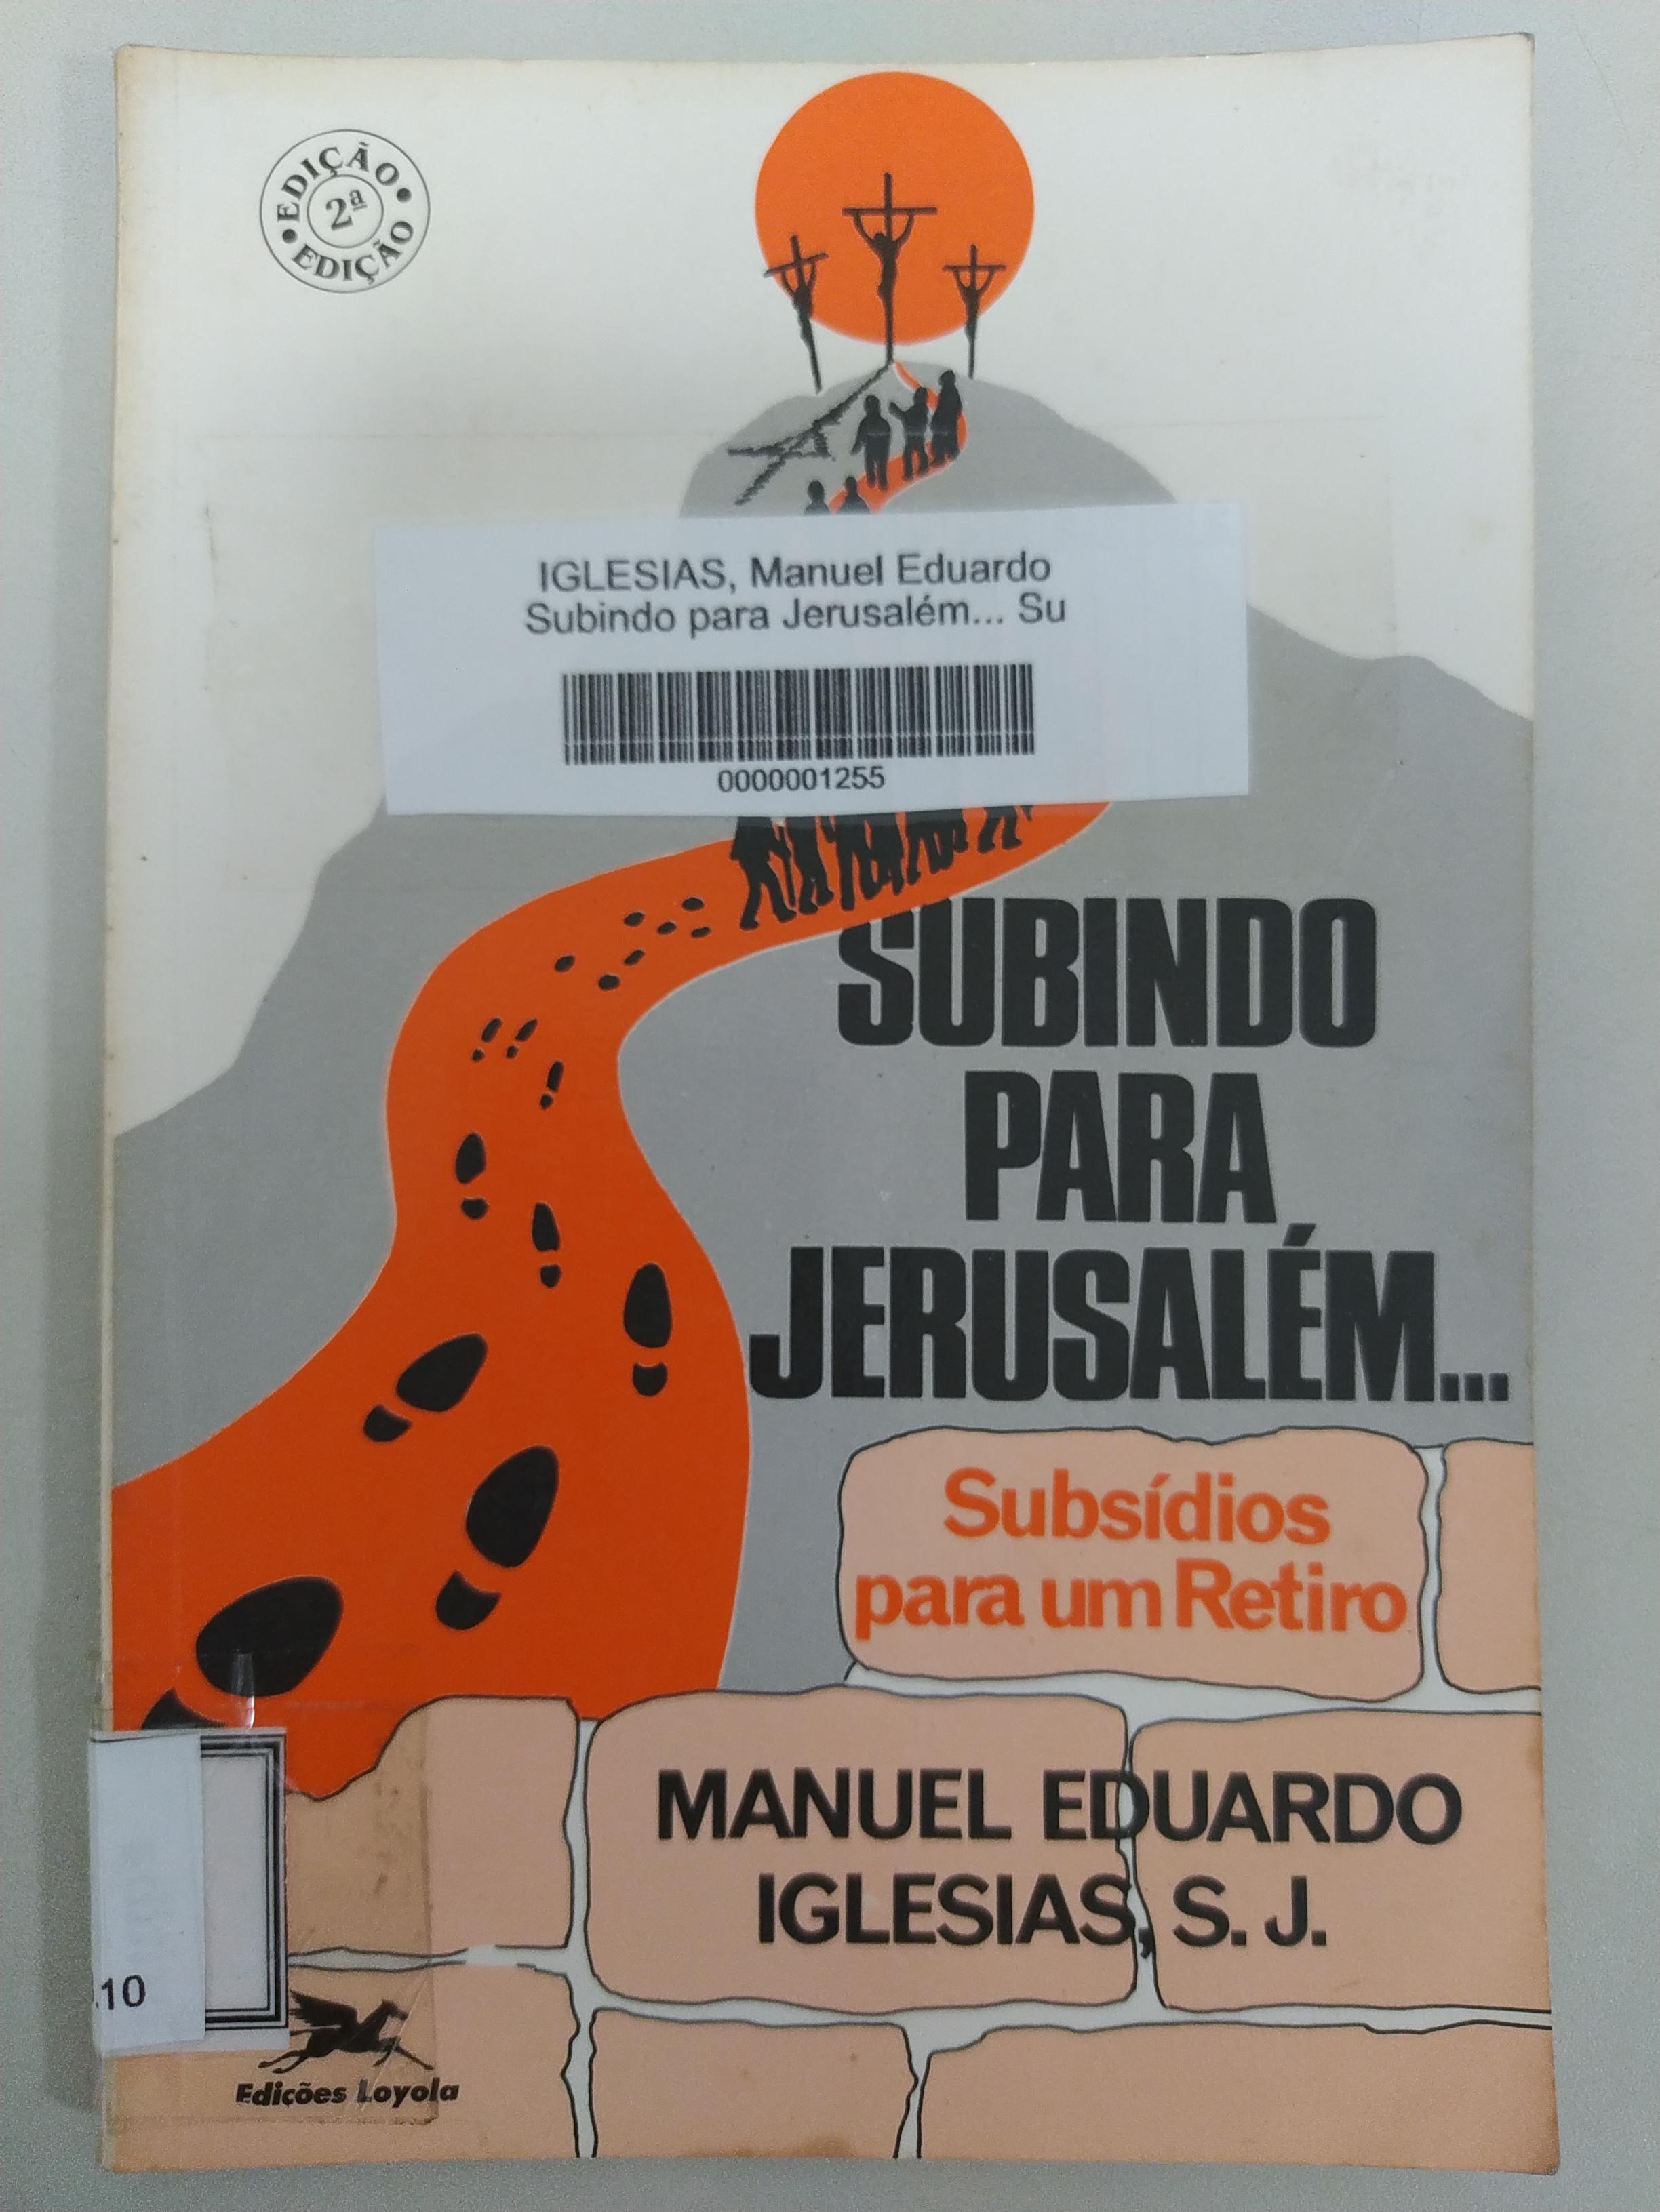 EDIÇÃO
2ª
EDIÇÃO
IGLESIAS, Manuel Eduardo
Subindo para Jerusalém... Su
0000001255
SUBINDO
PARA
JERUSALÉM...
Subsídios
para um Retiro
MANUEL EDUARDO
IGLESIAS, S. J.
.10
Edições Loyola